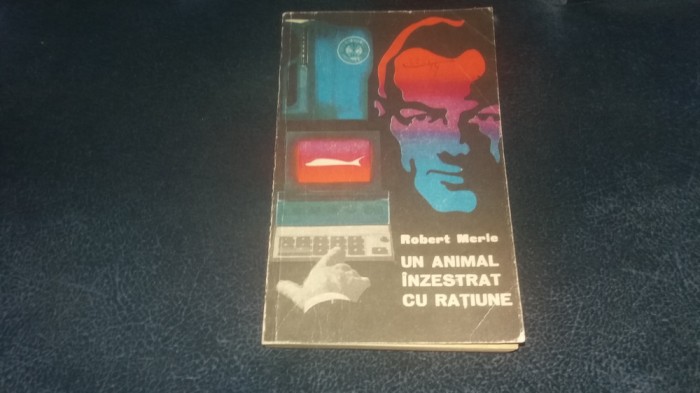 Robert Merle
UN ANIMAL
ÎNZESTRAT
CU RAȚIUNE